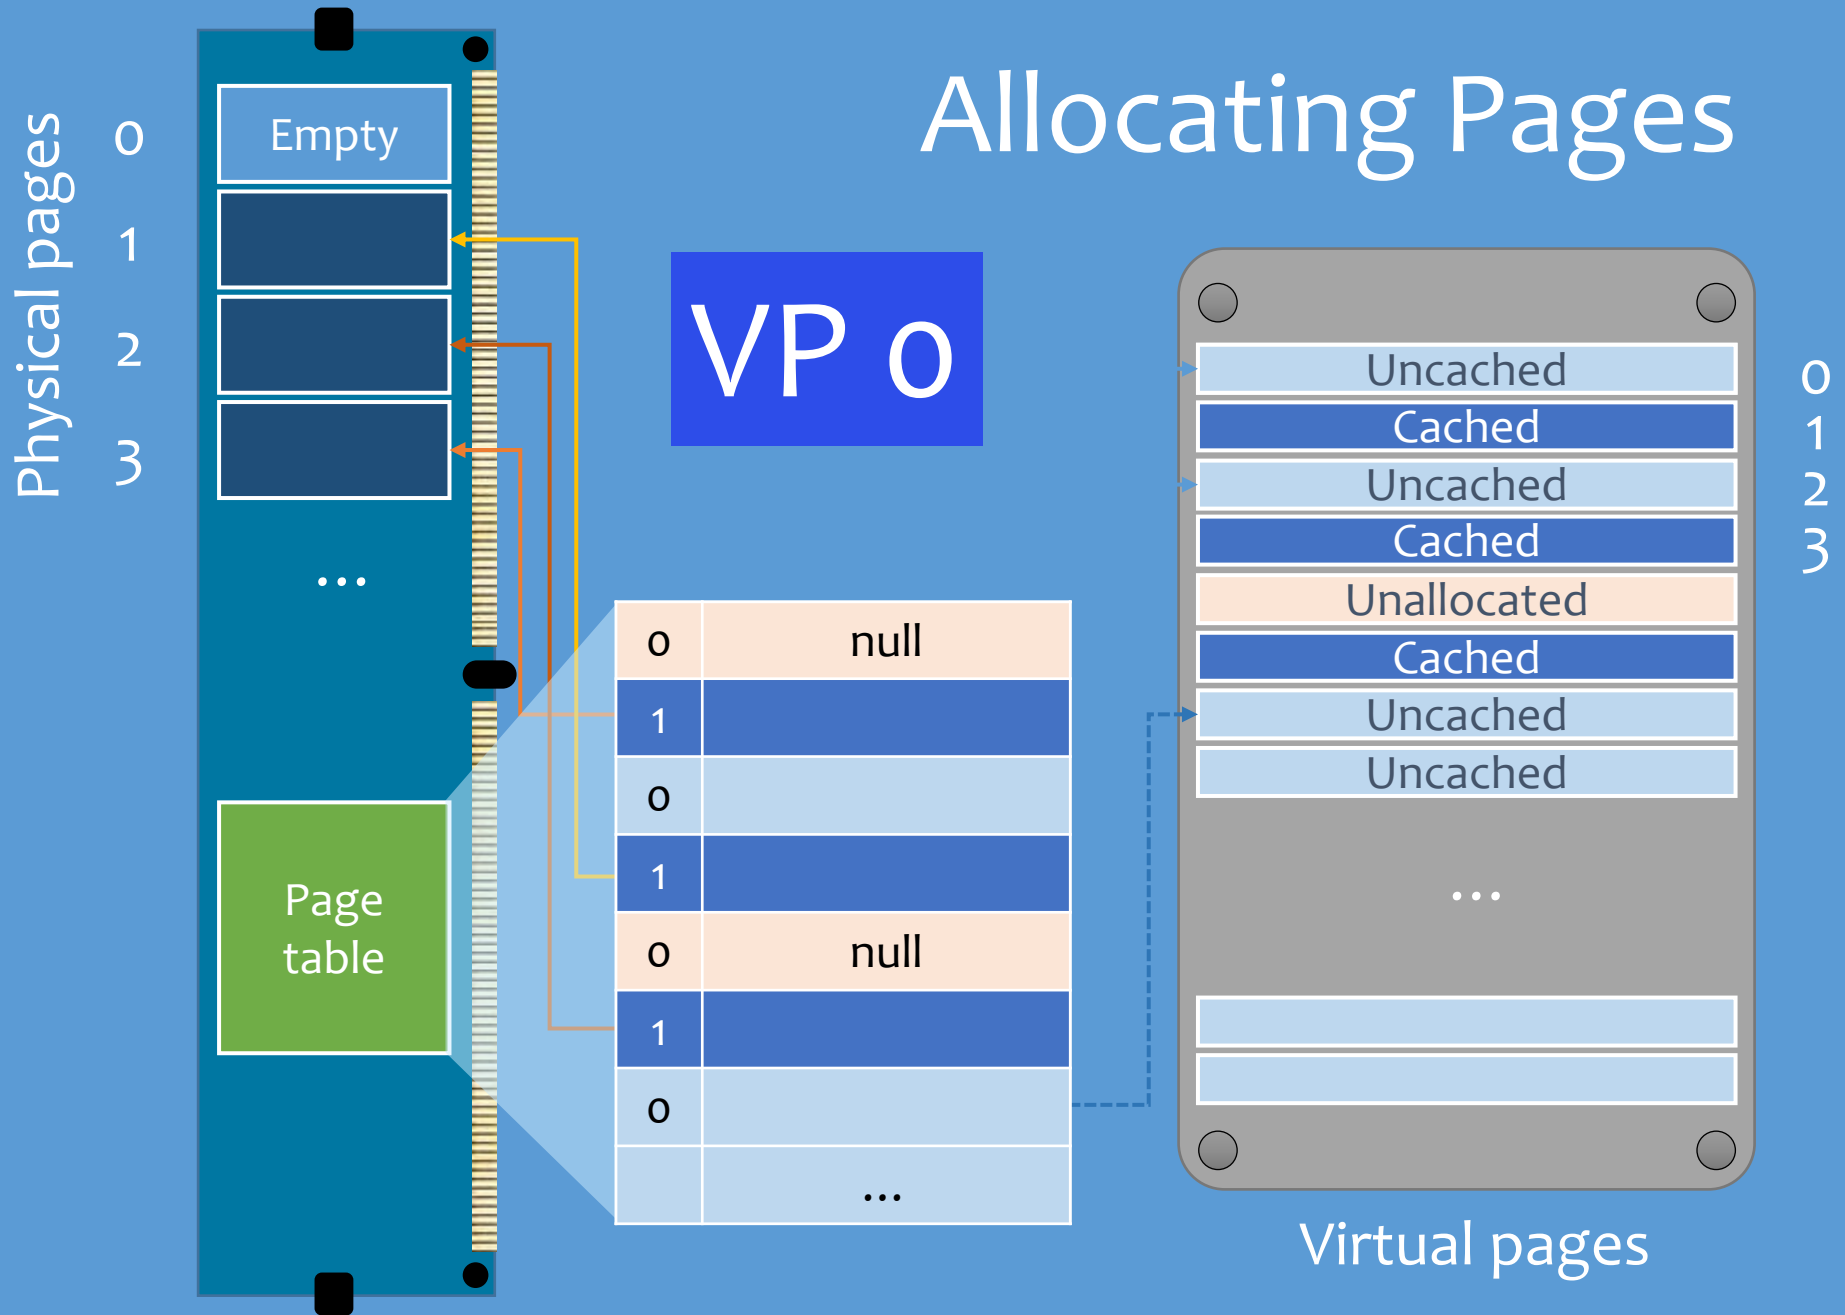 Allocating Pages
Physical pages
0
Empty
1
2
3
...
Page
table
VP 0
0 null
1
0
1
0 null
1
0
...
Uncached 0
Cached 1
Uncached 2
Cached 3
Unallocated
Cached
Uncached
Uncached
...
Virtual pages